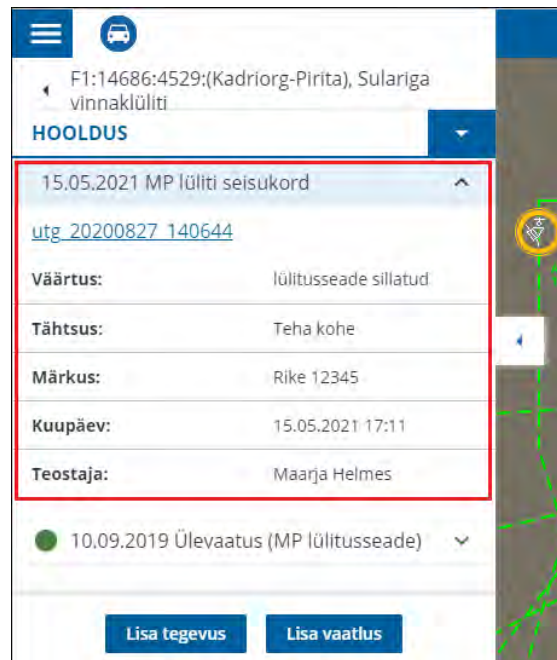 F1:14686:4529:(Kadriorg-Pirita), Sulariga
vinnaklüliti
HOOLDUS
15.05.2021 MP lüliti seisukord
utg_20200827_140644
Väärtus: lülitusseade sillatud
Tähtsus: Teha kohe
Märkus: Rike 12345
Kuupäev: 15.05.2021 17:11
Teostaja: Maarja Helmes
10.09.2019 Ülevaatus (MP lülitusseade)
Lisa tegevus Lisa vaatlus